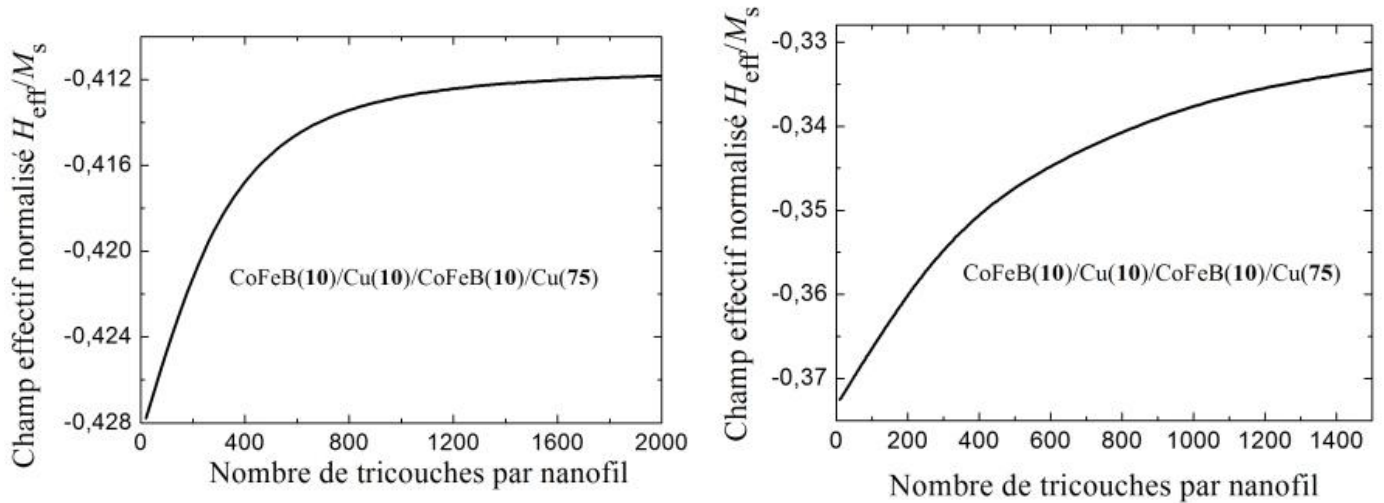 Champ effectif normalisé H_eff/M_s
-0,412
-0,416
-0,420
-0,424
-0,428
CoFeB(10)/Cu(10)/CoFeB(10)/Cu(75)
0 400 800 1200 1600 2000
Nombre de tricouches par nanofil
Champ effectif normalisé H_eff/M_s
-0,33
-0,34
-0,35
-0,36
-0,37
CoFeB(10)/Cu(10)/CoFeB(10)/Cu(75)
0 200 400 600 800 1000 1200 1400
Nombre de tricouches par nanofil